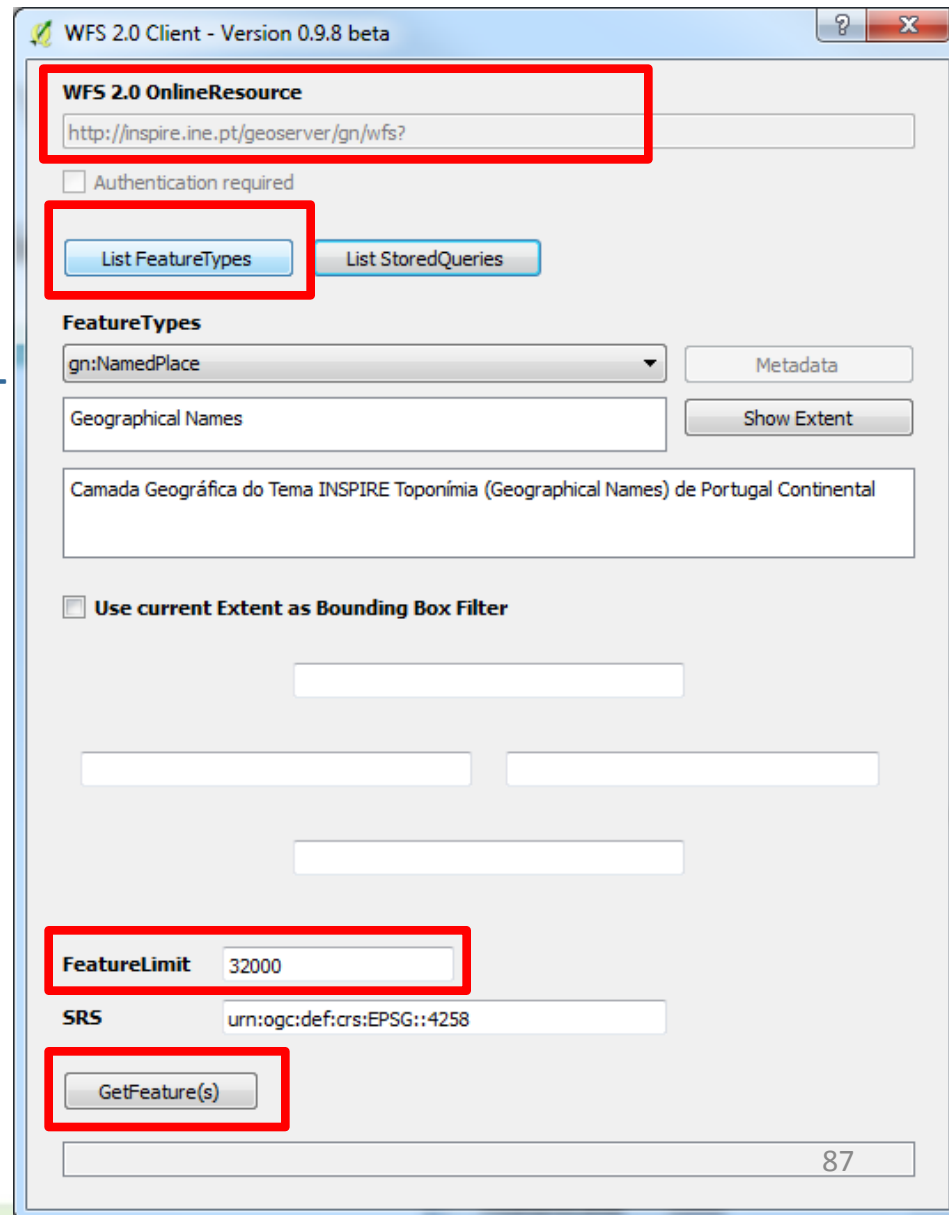 WFS 2.0 Client - Version 0.9.8 beta
WFS 2.0 OnlineResource
http://inspire.ine.pt/geoserver/gn/wfs?
Authentication required
List FeatureTypes
List StoredQueries
FeatureTypes
gn:NamedPlace
Metadata
Geographical Names
Show Extent
Camada Geográfica do Tema INSPIRE Toponímia (Geographical Names) de Portugal Continental
Use current Extent as Bounding Box Filter
FeatureLimit 32000
SRS urn:ogc:def:crs:EPSG::4258
GetFeature(s)
87